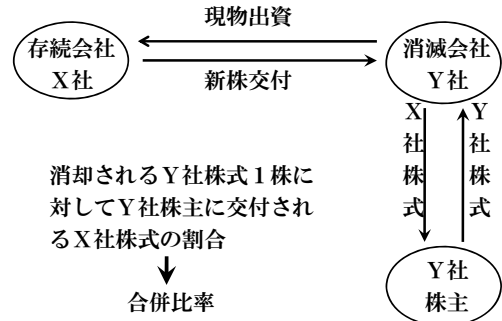 現物出資
存続会社
X社
消滅会社
Y社
新株交付
X社株式
Y社株式
消却されるY社株式1株に
対してY社株主に交付され
るX社株式の割合
合併比率
Y社
株主